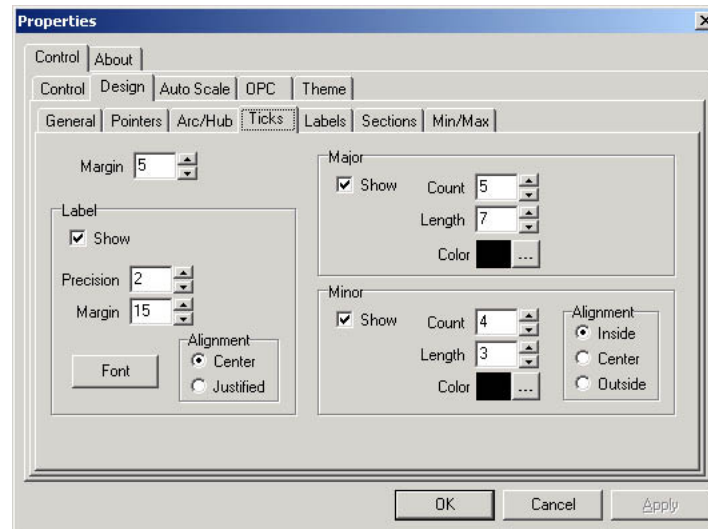 Properties
Control About
Control Design Auto Scale OPC Theme
General Pointers Arc/Hub Ticks Labels Sections Min/Max
Margin 5
Label
Show
Precision 2
Margin 15
Font
Alignment
Center
Justified
Major
Show Count 5
Length 7
Color ...
Minor
Show Count 4
Length 3
Color ...
Alignment
Inside
Center
Outside
OK Cancel Apply